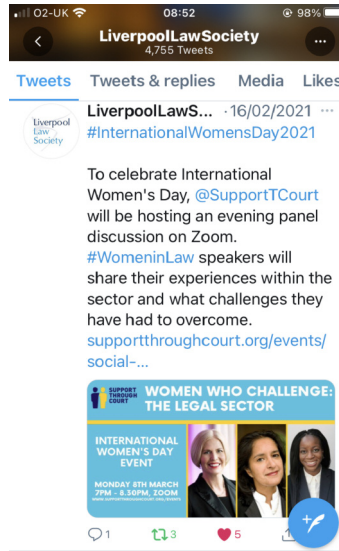 O2-UK 08:52 98%
LiverpoolLawSociety
4,755 Tweets
Tweets Tweets & replies Media Likes
Liverpool
Law
Society
LiverpoolLawS... · 16/02/2021 ···
#InternationalWomensDay2021
To celebrate International
Women's Day, @SupportTCourt
will be hosting an evening panel
discussion on Zoom.
#WomeninLaw speakers will
share their experiences within the
sector and what challenges they
have had to overcome.
supportthroughcourt.org/events/
social-...
SUPPORT
THROUGH
COURT
WOMEN WHO CHALLENGE:
THE LEGAL SECTOR
INTERNATIONAL
WOMEN'S DAY
EVENT
MONDAY 8TH MARCH
7PM - 8.30PM, ZOOM
WWW.SUPPORTTHROUGHCOURT.ORG/EVENTS
1 3 5